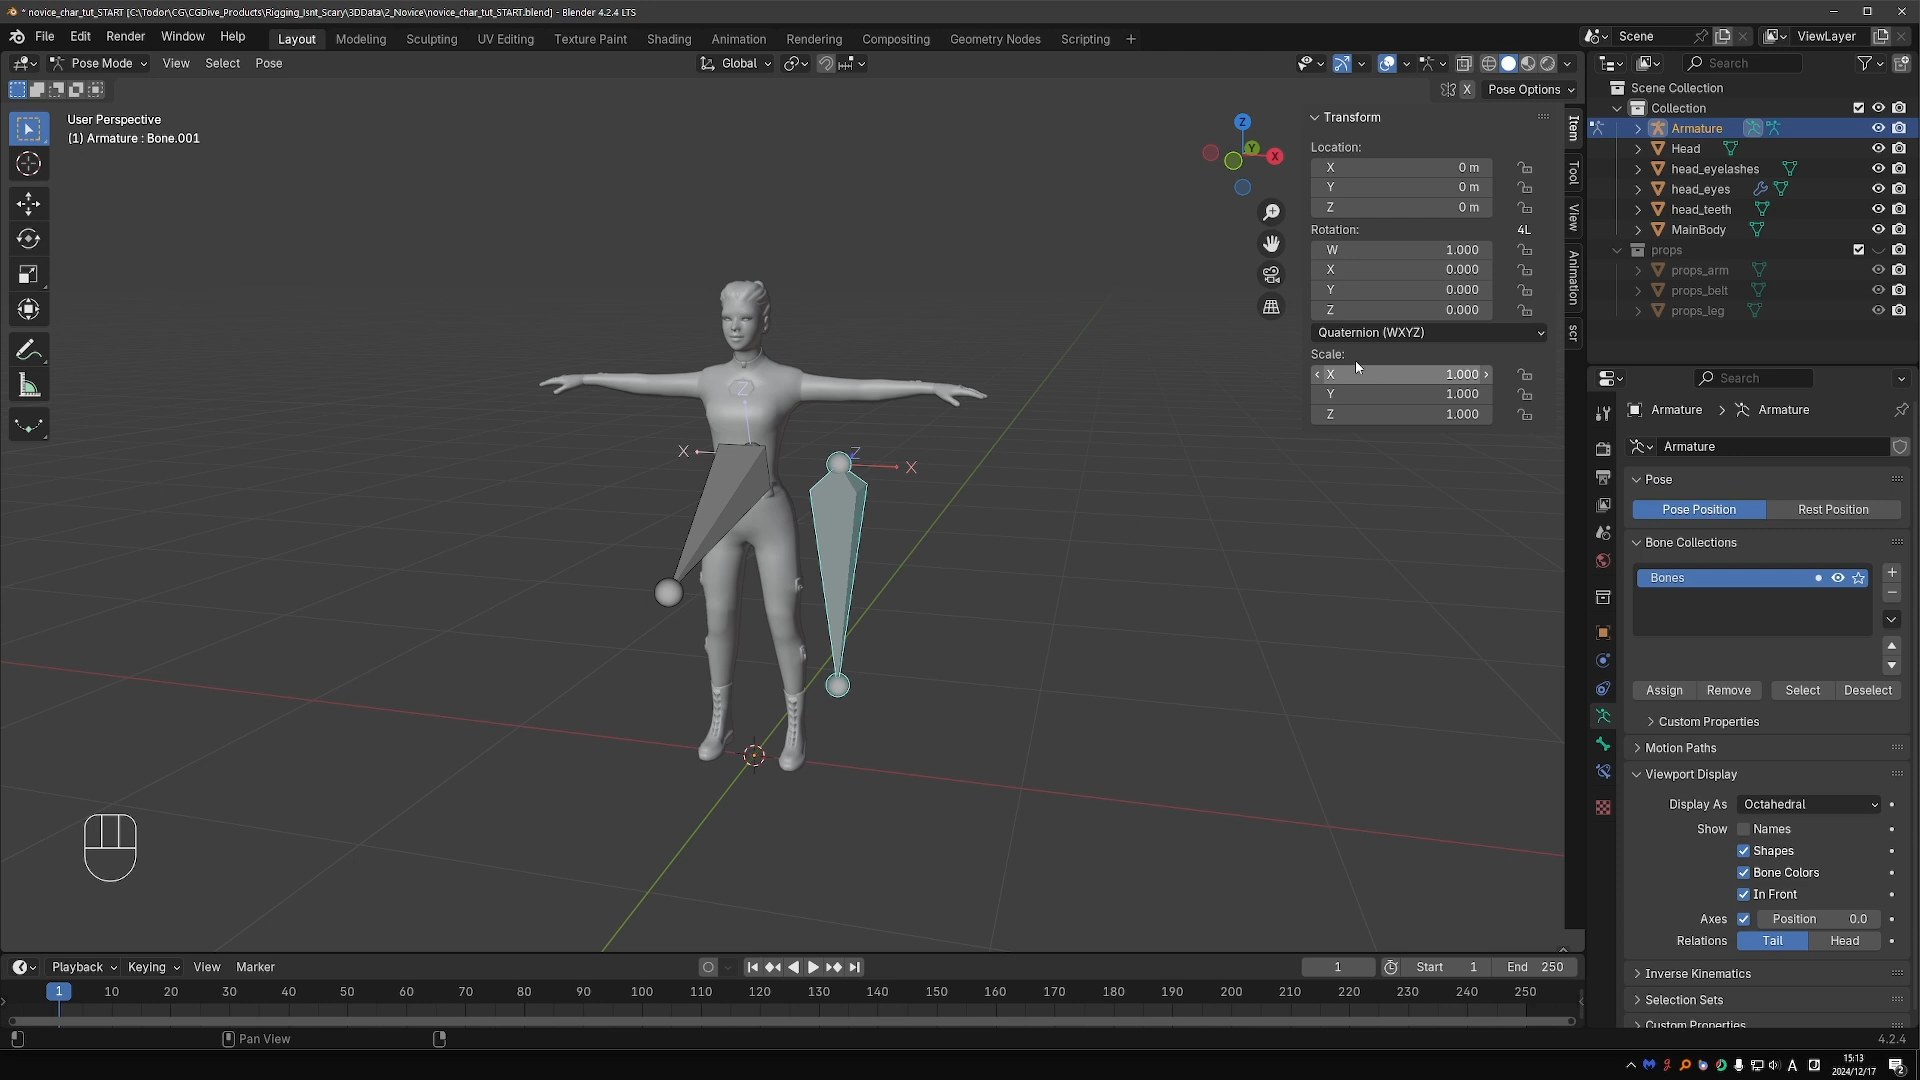 * novice_char_tut_START [C:\Todor\CG\CGDive_Products\Rigging_Isnt_Scary\3DData\2_Novice\novice_char_tut_START.blend] - Blender 4.2.4 LTS
File Edit Render Window Help Layout Modeling Sculpting UV Editing Texture Paint Shading Animation Rendering Compositing Geometry Nodes Scripting + Scene ViewLayer
Pose Mode View Select Pose Global Search
X Pose Options Scene Collection
User Perspective
(1) Armature : Bone.001
Transform
Location:
X 0 m
Y 0 m
Z 0 m
Rotation: 4L
W 1.000
X 0.000
Y 0.000
Z 0.000
Quaternion (WXYZ)
Scale:
X 1.000
Y 1.000
Z 1.000
Item
Tool
View
Animation
scr
Z
Y
X
Z
X
Z
X
Collection
Armature
Head
head_eyelashes
head_eyes
head_teeth
MainBody
props
props_arm
props_belt
props_leg
Search
Armature Armature
Armature
Pose
Pose Position Rest Position
Bone Collections
Bones
Assign Remove Select Deselect
Custom Properties
Motion Paths
Viewport Display
Display As Octahedral
Show Names
Shapes
Bone Colors
In Front
Axes Position 0.0
Relations Tail Head
Inverse Kinematics
Selection Sets
Custom Properties
Playback Keying View Marker 1 Start 1 End 250
1 10 20 30 40 50 60 70 80 90 100 110 120 130 140 150 160 170 180 190 200 210 220 230 240 250
Pan View 4.2.4
A 15:13
2024/12/17
2